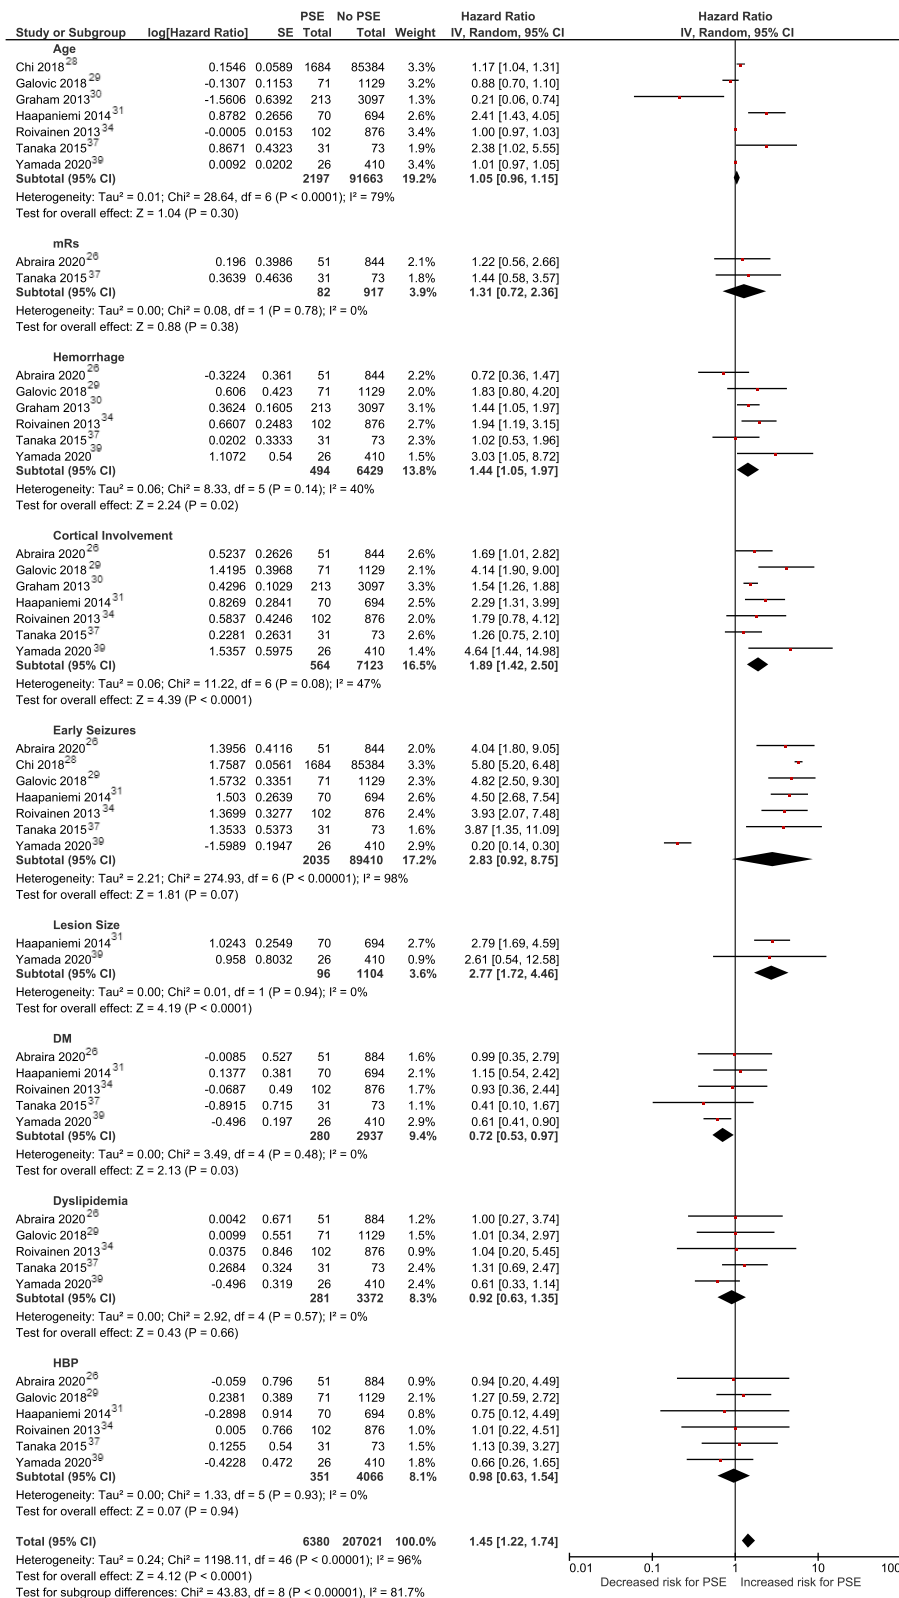 PSE No PSE Hazard Ratio Hazard Ratio
Study or Subgroup log[Hazard Ratio] SE Total Total Weight IV, Random, 95% CI IV, Random, 95% CI
Age
Chi 2018 28 0.1546 0.0589 1684 85384 3.3% 1.17 [1.04, 1.31]
Galovic 2018 29 -0.1307 0.1153 71 1129 3.2% 0.88 [0.70, 1.10]
Graham 2013 30 -1.5606 0.6392 213 3097 1.3% 0.21 [0.06, 0.74]
Haapaniemi 2014 31 0.8782 0.2656 70 694 2.6% 2.41 [1.43, 4.05]
Roivainen 2013 34 -0.0005 0.0153 102 876 3.4% 1.00 [0.97, 1.03]
Tanaka 2015 37 0.8671 0.4323 31 73 1.9% 2.38 [1.02, 5.55]
Yamada 2020 39 0.0092 0.0202 26 410 3.4% 1.01 [0.97, 1.05]
Subtotal (95% CI) 2197 91663 19.2% 1.05 [0.96, 1.15]
Heterogeneity: Tau² = 0.01; Chi² = 28.64, df = 6 (P < 0.0001); I² = 79%
Test for overall effect: Z = 1.04 (P = 0.30)
mRs
Abraira 2020 26 0.196 0.3986 51 844 2.1% 1.22 [0.56, 2.66]
Tanaka 2015 37 0.3639 0.4636 31 73 1.8% 1.44 [0.58, 3.57]
Subtotal (95% CI) 82 917 3.9% 1.31 [0.72, 2.36]
Heterogeneity: Tau² = 0.00; Chi² = 0.08, df = 1 (P = 0.78); I² = 0%
Test for overall effect: Z = 0.88 (P = 0.38)
Hemorrhage
Abraira 2020 26 -0.3224 0.361 51 844 2.2% 0.72 [0.36, 1.47]
Galovic 2018 29 0.606 0.423 71 1129 2.0% 1.83 [0.80, 4.20]
Graham 2013 30 0.3624 0.1605 213 3097 3.1% 1.44 [1.05, 1.97]
Roivainen 2013 34 0.6607 0.2483 102 876 2.7% 1.94 [1.19, 3.15]
Tanaka 2015 37 0.0202 0.3333 31 73 2.3% 1.02 [0.53, 1.96]
Yamada 2020 39 1.1072 0.54 26 410 1.5% 3.03 [1.05, 8.72]
Subtotal (95% CI) 494 6429 13.8% 1.44 [1.05, 1.97]
Heterogeneity: Tau² = 0.06; Chi² = 8.33, df = 5 (P = 0.14); I² = 40%
Test for overall effect: Z = 2.24 (P = 0.02)
Cortical Involvement
Abraira 2020 26 0.5237 0.2626 51 844 2.6% 1.69 [1.01, 2.82]
Galovic 2018 29 1.4195 0.3968 71 1129 2.1% 4.14 [1.90, 9.00]
Graham 2013 30 0.4296 0.1029 213 3097 3.2% 1.54 [1.26, 1.88]
Haapaniemi 2014 31 0.8269 0.2841 70 694 2.5% 2.29 [1.31, 3.99]
Roivainen 2013 34 0.5837 0.4246 102 876 2.0% 1.79 [0.78, 4.12]
Tanaka 2015 37 0.2281 0.2631 31 73 2.6% 1.26 [0.75, 2.10]
Yamada 2020 39 1.5357 0.5975 26 410 1.4% 4.64 [1.44, 14.98]
Subtotal (95% CI) 564 7123 16.5% 1.89 [1.42, 2.50]
Heterogeneity: Tau² = 0.06; Chi² = 11.22, df = 6 (P = 0.08); I² = 47%
Test for overall effect: Z = 4.39 (P < 0.0001)
Early Seizures
Abraira 2020 26 1.3956 0.4116 51 844 2.0% 4.04 [1.80, 9.05]
Chi 2018 28 1.7587 0.0561 1684 85384 3.3% 5.80 [5.20, 6.48]
Galovic 2018 29 1.5732 0.3351 71 1129 2.3% 4.82 [2.50, 9.30]
Haapaniemi 2014 31 1.503 0.2639 70 694 2.6% 4.50 [2.68, 7.54]
Roivainen 2013 34 1.3699 0.3277 102 876 2.4% 3.93 [2.07, 7.48]
Tanaka 2015 37 1.3533 0.5373 31 73 1.6% 3.87 [1.35, 11.09]
Yamada 2020 39 -1.5989 0.1947 26 410 2.9% 0.20 [0.14, 0.30]
Subtotal (95% CI) 2035 89410 17.2% 2.83 [0.92, 8.75]
Heterogeneity: Tau² = 2.21; Chi² = 274.93, df = 6 (P < 0.00001); I² = 98%
Test for overall effect: Z = 1.81 (P = 0.07)
Lesion Size
Haapaniemi 2014 31 1.0243 0.2549 70 694 2.7% 2.79 [1.69, 4.59]
Yamada 2020 39 0.958 0.8032 26 410 0.9% 2.61 [0.54, 12.58]
Subtotal (95% CI) 96 1104 3.6% 2.77 [1.72, 4.46]
Heterogeneity: Tau² = 0.00; Chi² = 0.01, df = 1 (P = 0.94); I² = 0%
Test for overall effect: Z = 4.19 (P < 0.0001)
DM
Abraira 2020 26 -0.0085 0.527 51 884 1.6% 0.99 [0.35, 2.79]
Haapaniemi 2014 31 0.1377 0.381 70 694 2.2% 1.15 [0.54, 2.42]
Roivainen 2013 34 -0.0687 0.49 102 876 1.7% 0.93 [0.36, 2.44]
Tanaka 2015 37 -0.8915 0.715 31 73 1.1% 0.41 [0.10, 1.67]
Yamada 2020 39 -0.496 0.197 26 410 2.9% 0.61 [0.41, 0.90]
Subtotal (95% CI) 280 2937 9.4% 0.72 [0.53, 0.97]
Heterogeneity: Tau² = 0.00; Chi² = 3.49, df = 4 (P = 0.48); I² = 0%
Test for overall effect: Z = 2.13 (P = 0.03)
Dyslipidemia
Abraira 2020 26 0.0042 0.671 51 884 1.2% 1.00 [0.27, 3.74]
Galovic 2018 29 0.0099 0.551 71 1129 1.5% 1.01 [0.34, 2.97]
Roivainen 2013 34 0.0375 0.846 102 876 0.9% 1.04 [0.20, 5.45]
Tanaka 2015 37 0.2684 0.324 31 73 2.4% 1.31 [0.69, 2.47]
Yamada 2020 39 -0.496 0.319 26 410 2.4% 0.61 [0.33, 1.14]
Subtotal (95% CI) 281 3372 8.3% 0.92 [0.63, 1.35]
Heterogeneity: Tau² = 0.00; Chi² = 2.92, df = 4 (P = 0.57); I² = 0%
Test for overall effect: Z = 0.43 (P = 0.66)
HBP
Abraira 2020 26 -0.059 0.796 51 884 0.9% 0.94 [0.20, 4.49]
Galovic 2018 29 0.2381 0.389 71 1129 2.1% 1.27 [0.59, 2.72]
Haapaniemi 2014 31 -0.2898 0.914 70 694 0.8% 0.75 [0.12, 4.49]
Roivainen 2013 34 0.005 0.766 102 876 1.0% 1.01 [0.22, 4.51]
Tanaka 2015 37 0.1255 0.54 31 73 1.5% 1.13 [0.39, 3.27]
Yamada 2020 39 -0.4228 0.472 26 410 1.8% 0.66 [0.26, 1.65]
Subtotal (95% CI) 351 4066 8.1% 0.98 [0.63, 1.54]
Heterogeneity: Tau² = 0.00; Chi² = 1.33, df = 5 (P = 0.93); I² = 0%
Test for overall effect: Z = 0.07 (P = 0.94)
Total (95% CI) 6380 207021 100.0% 1.45 [1.22, 1.74]
Heterogeneity: Tau² = 0.24; Chi² = 1198.11, df = 46 (P < 0.00001); I² = 96%
Test for overall effect: Z = 4.12 (P < 0.0001)
Test for subgroup differences: Chi² = 43.83, df = 8 (P < 0.00001), I² = 81.7%
0.01 0.1 1 10 100
Decreased risk for PSE Increased risk for PSE